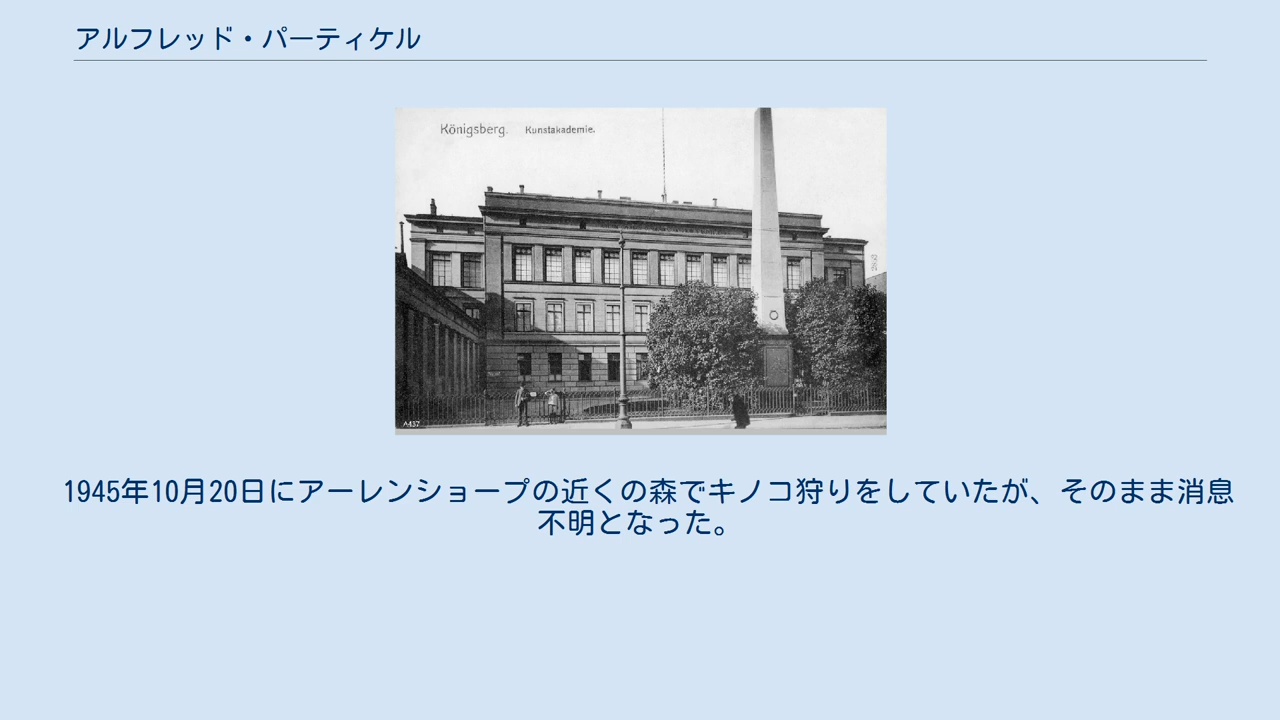 アルフレッド・パーティケル
Königsberg. Kunstakademie.
A437
1945年10月20日にアーレンショープの近くの森でキノコ狩りをしていたが、そのまま消息
不明となった。